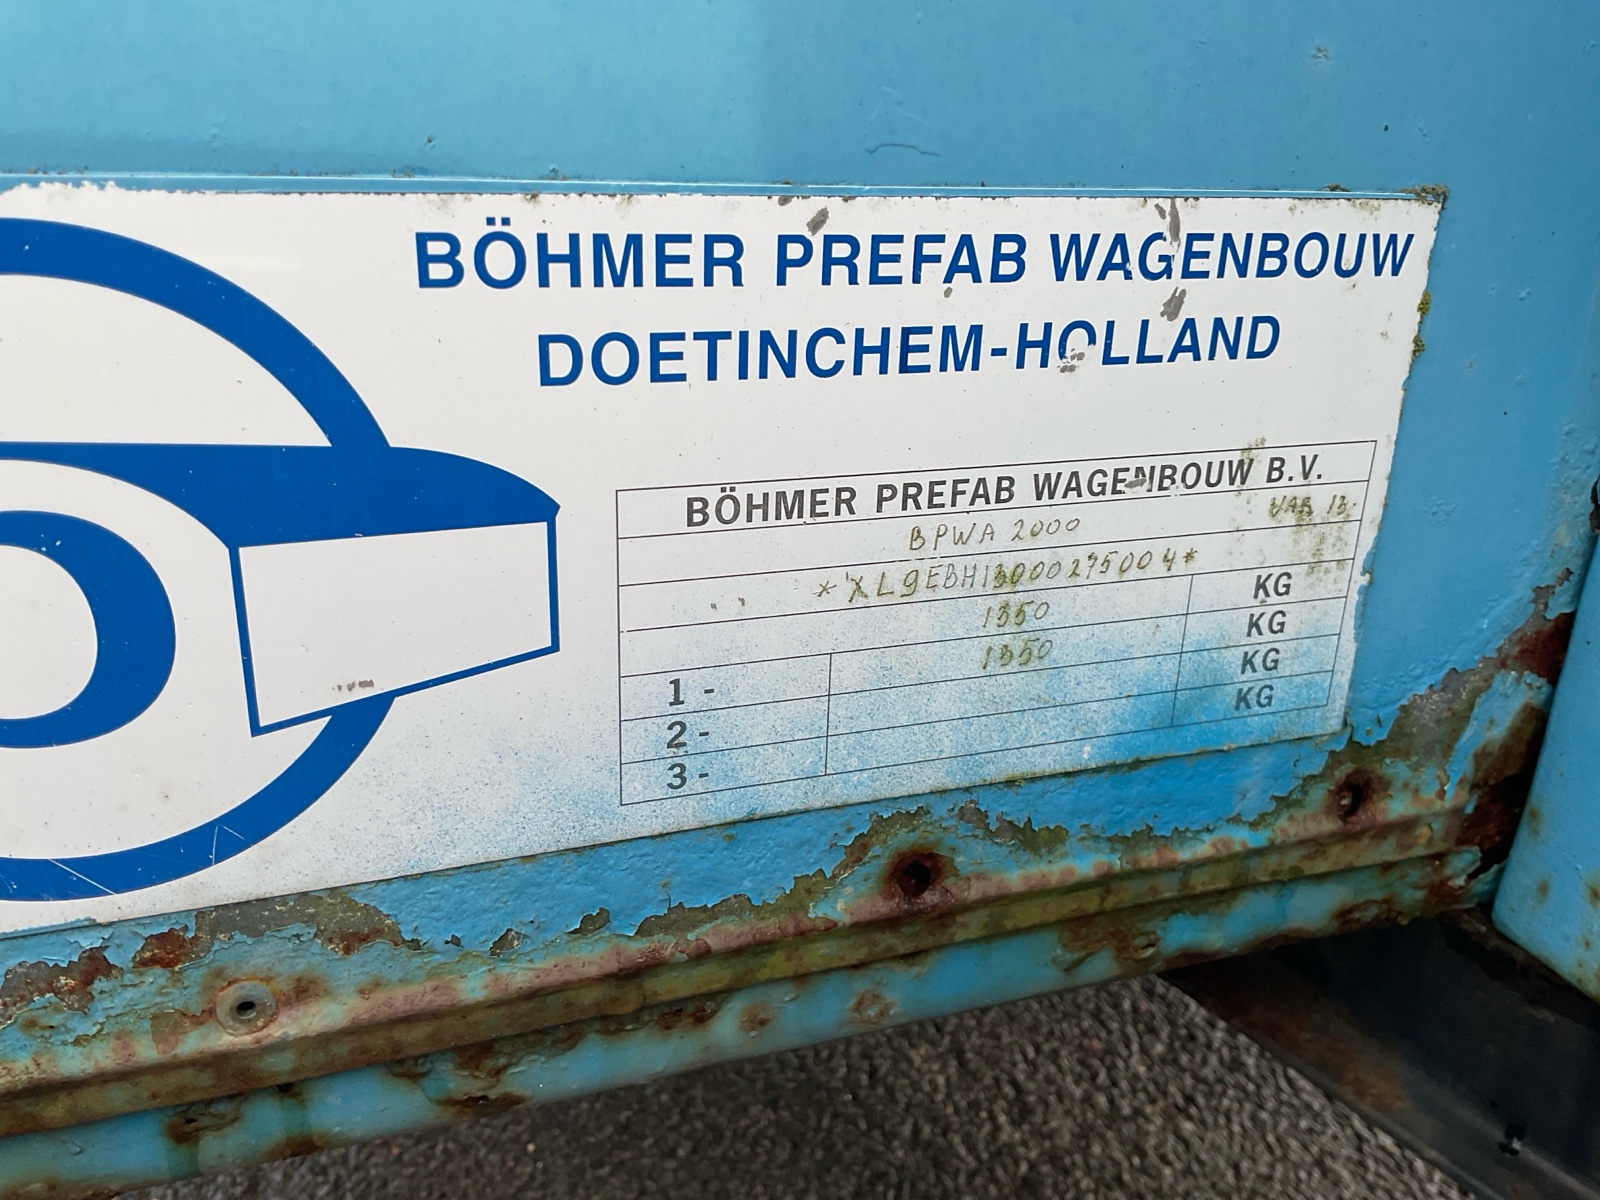 BÖHMER PREFAB WAGENBOUW
DOETINCHEM-HOLLAND
BÖHMER PREFAB WAGENBOUW B.V.
BPWA 2000 VAR 13
*XL9EBH13000275004*
1350 KG
1350 KG
1 - KG
2 - KG
3 -